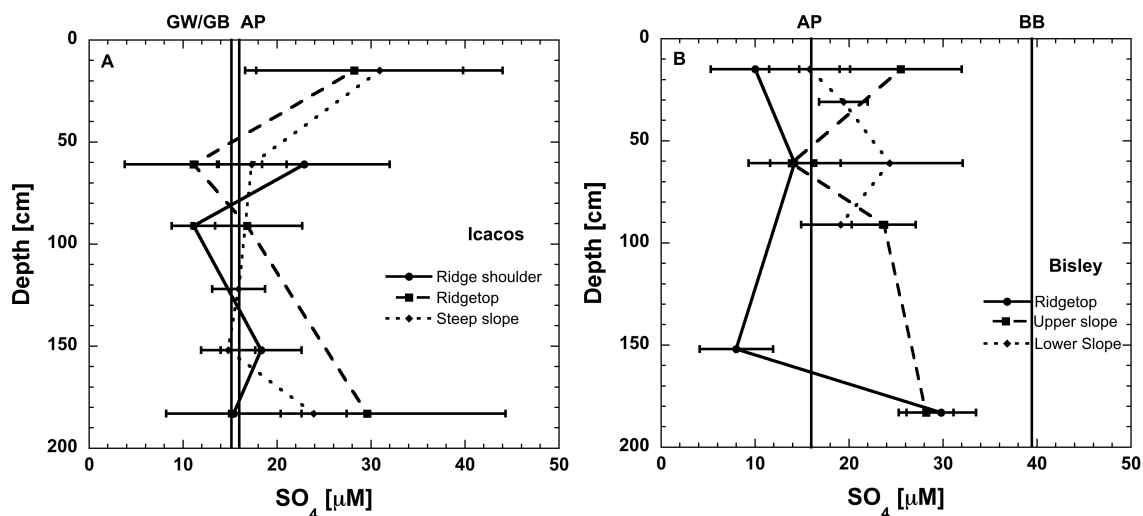 GW/GB AP
A
0
50
100
150
200
Depth [cm]
Icacos
Ridge shoulder
Ridgetop
Steep slope
0 10 20 30 40 50
SO4 [μM]
AP BB
B
0
50
100
150
200
Depth [cm]
Bisley
Ridgetop
Upper slope
Lower Slope
0 10 20 30 40 50
SO4 [μM]